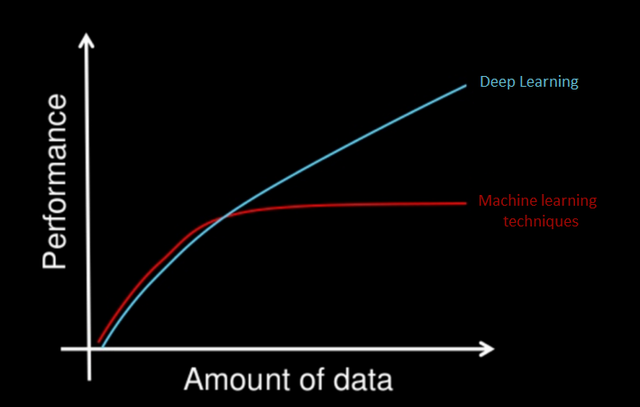 Deep Learning
Performance
Machine learning
techniques
Amount of data